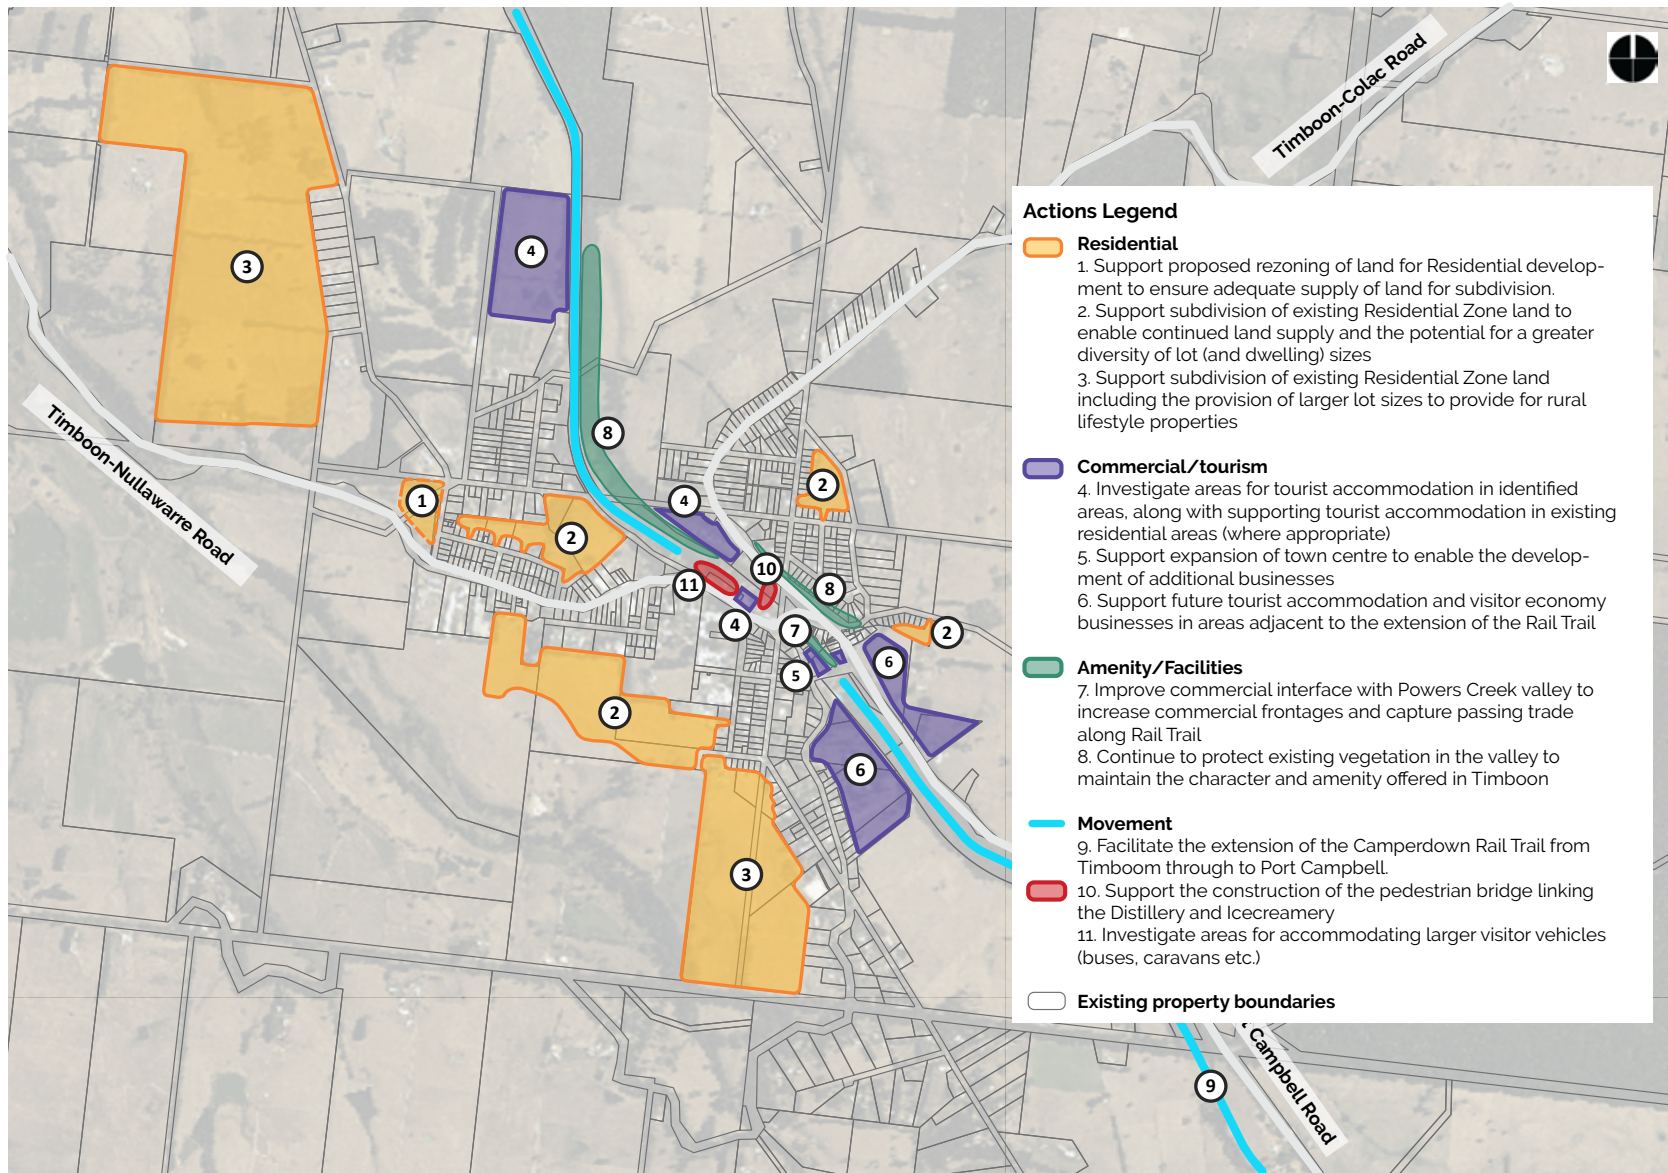 Timboon-Colac Road
Actions Legend
Residential
1. Support proposed rezoning of land for Residential develop-
ment to ensure adequate supply of land for subdivision.
2. Support subdivision of existing Residential Zone land to
enable continued land supply and the potential for a greater
diversity of lot (and dwelling) sizes
3. Support subdivision of existing Residential Zone land
including the provision of larger lot sizes to provide for rural
lifestyle properties
Commercial/tourism
4. Investigate areas for tourist accommodation in identified
areas, along with supporting tourist accommodation in existing
residential areas (where appropriate)
5. Support expansion of town centre to enable the develop-
ment of additional businesses
6. Support future tourist accommodation and visitor economy
businesses in areas adjacent to the extension of the Rail Trail
Amenity/Facilities
7. Improve commercial interface with Powers Creek valley to
increase commercial frontages and capture passing trade
along Rail Trail
8. Continue to protect existing vegetation in the valley to
maintain the character and amenity offered in Timboon
Movement
9. Facilitate the extension of the Camperdown Rail Trail from
Timboom through to Port Campbell.
10. Support the construction of the pedestrian bridge linking
the Distillery and Icecreamery
11. Investigate areas for accommodating larger visitor vehicles
(buses, caravans etc.)
Existing property boundaries
3
4
8
Timboon-Nullawarre Road
1
2
4
2
2
10
11
8
4
7
2
6
5
2
6
3
9
Campbell Road